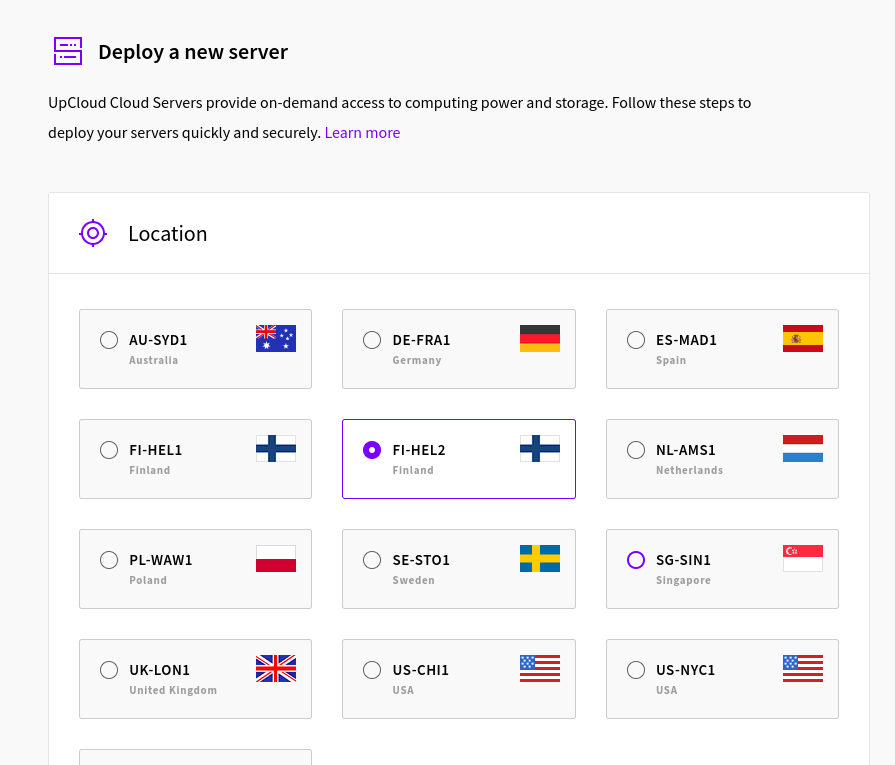 Deploy a new server
UpCloud Cloud Servers provide on-demand access to computing power and storage. Follow these steps to
deploy your servers quickly and securely. Learn more
Location
AU-SYD1
Australia
DE-FRA1
Germany
ES-MAD1
Spain
FI-HEL1
Finland
FI-HEL2
Finland
NL-AMS1
Netherlands
PL-WAW1
Poland
SE-STO1
Sweden
SG-SIN1
Singapore
UK-LON1
United Kingdom
US-CHI1
USA
US-NYC1
USA